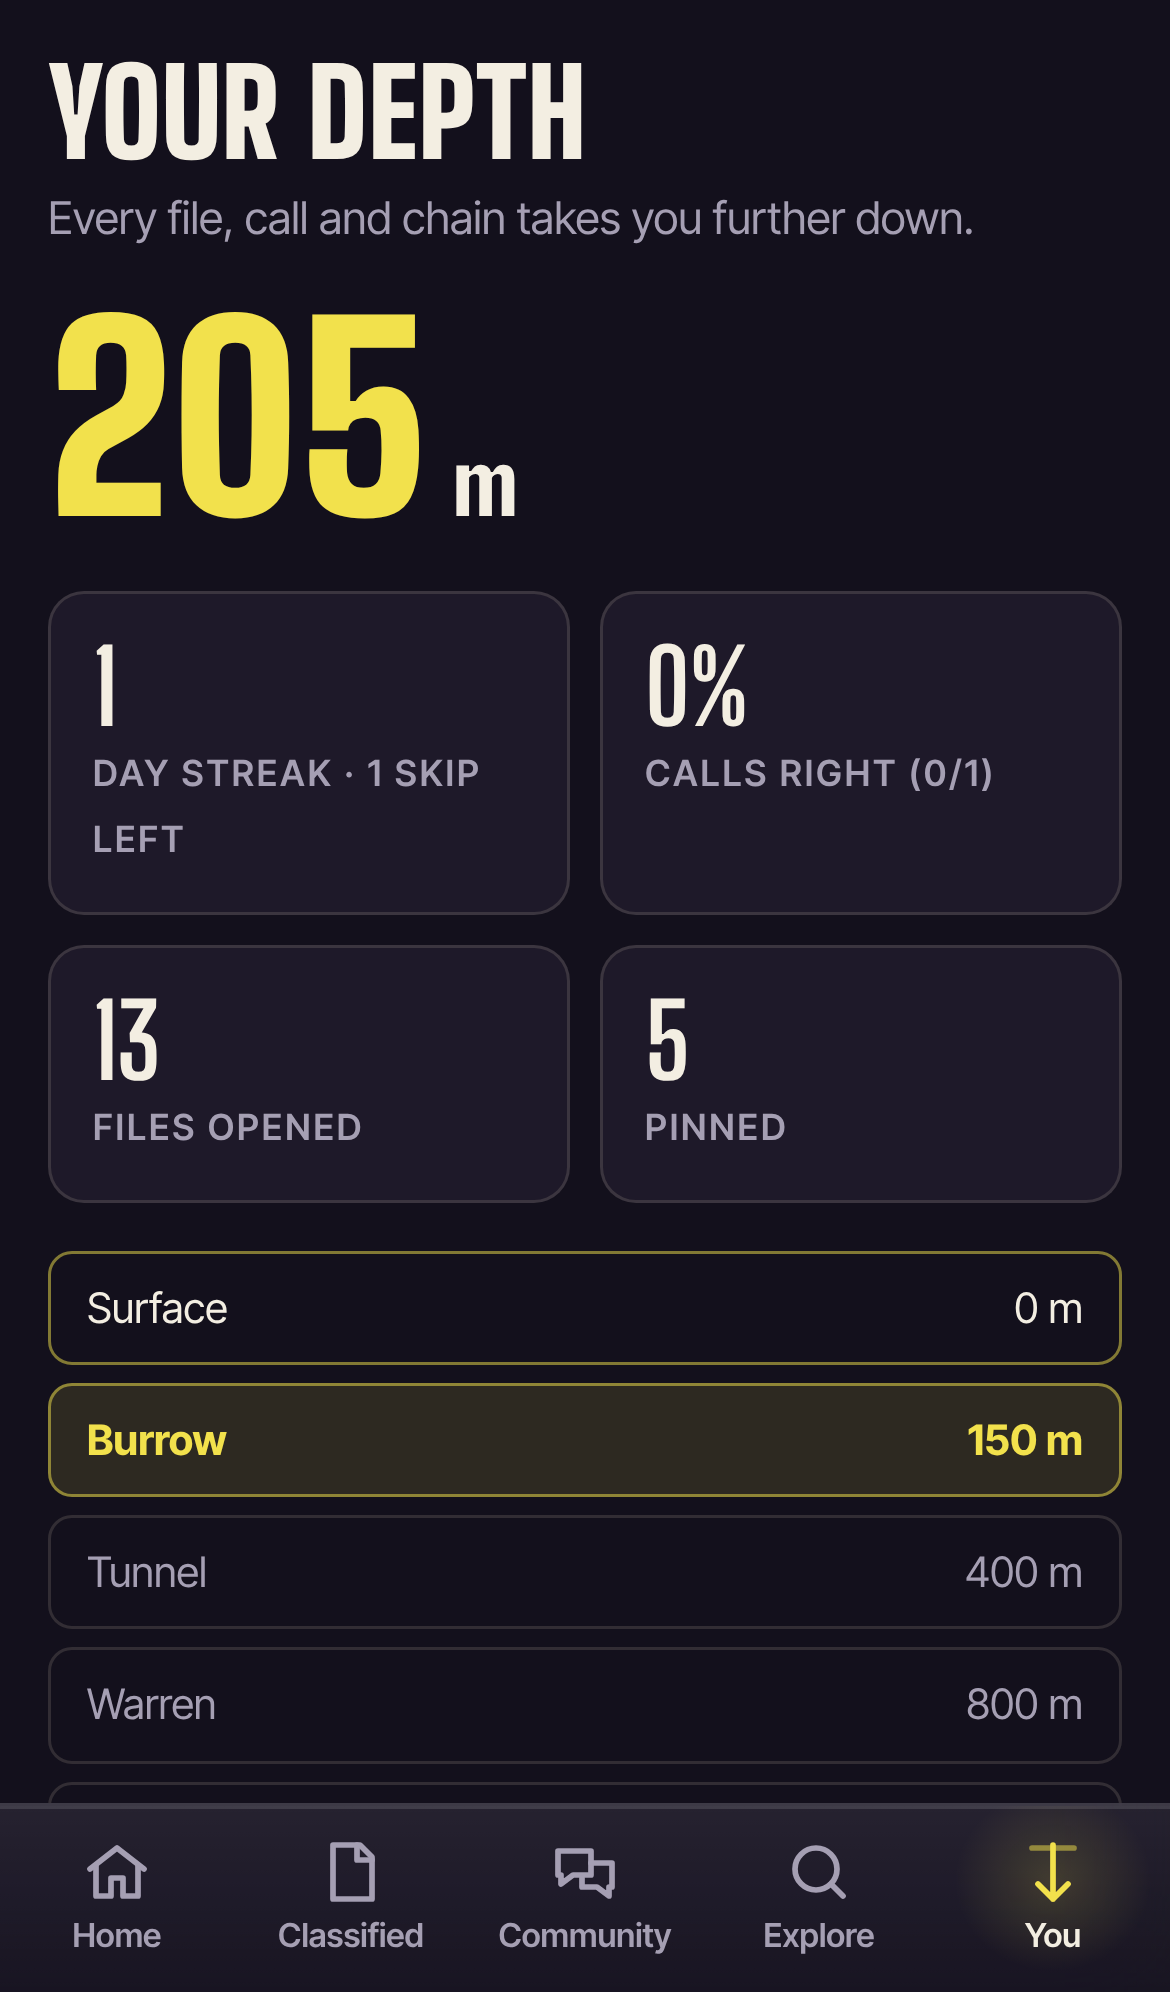 YOUR DEPTH
Every file, call and chain takes you further down.
205 m
1
DAY STREAK · 1 SKIP
LEFT
0%
CALLS RIGHT (0/1)
13
FILES OPENED
5
PINNED
Surface 0 m
Burrow 150 m
Tunnel 400 m
Warren 800 m
Home Classified Community Explore You